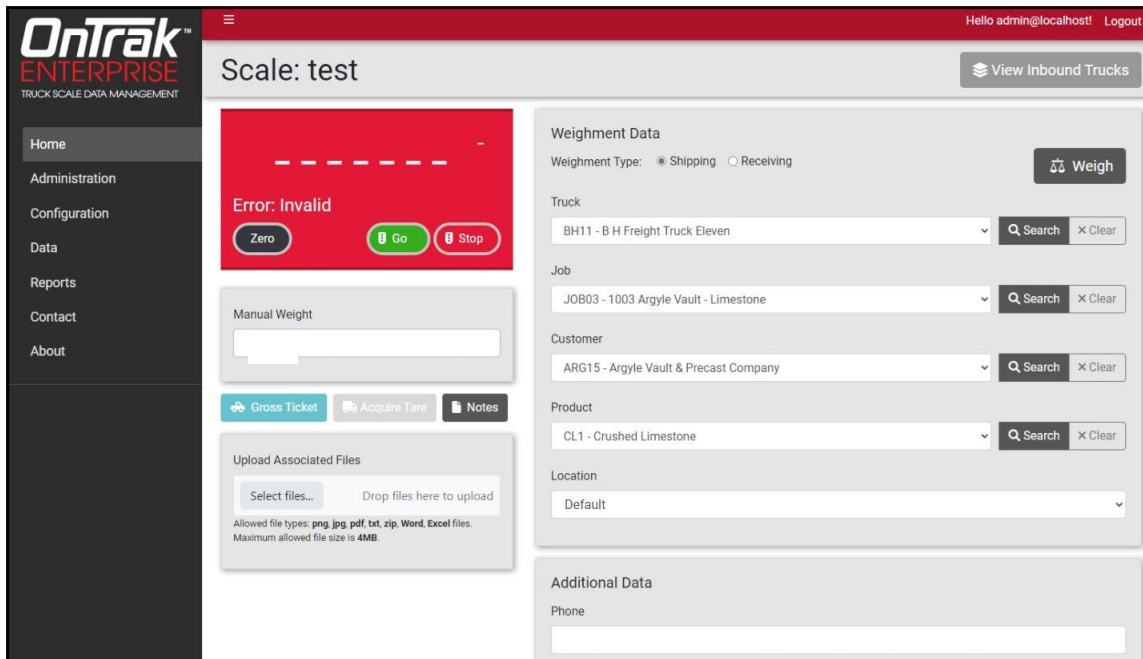 OnTrak™
ENTERPRISE
TRUCK SCALE DATA MANAGEMENT
Home
Administration
Configuration
Data
Reports
Contact
About
Hello admin@localhost! Logout
Scale: test
View Inbound Trucks
-
_ _ _ _ _ _ _
Error: Invalid
Zero Go Stop
Manual Weight
Gross Ticket Acquire Tare Notes
Upload Associated Files
Select files... Drop files here to upload
Allowed file types: png, jpg, pdf, txt, zip, Word, Excel files.
Maximum allowed file size is 4MB.
Weighment Data
Weighment Type: Shipping Receiving
Weigh
Truck
BH11 - B H Freight Truck Eleven Search × Clear
Job
JOB03 - 1003 Argyle Vault - Limestone Search × Clear
Customer
ARG15 - Argyle Vault & Precast Company Search × Clear
Product
CL1 - Crushed Limestone Search × Clear
Location
Default
Additional Data
Phone